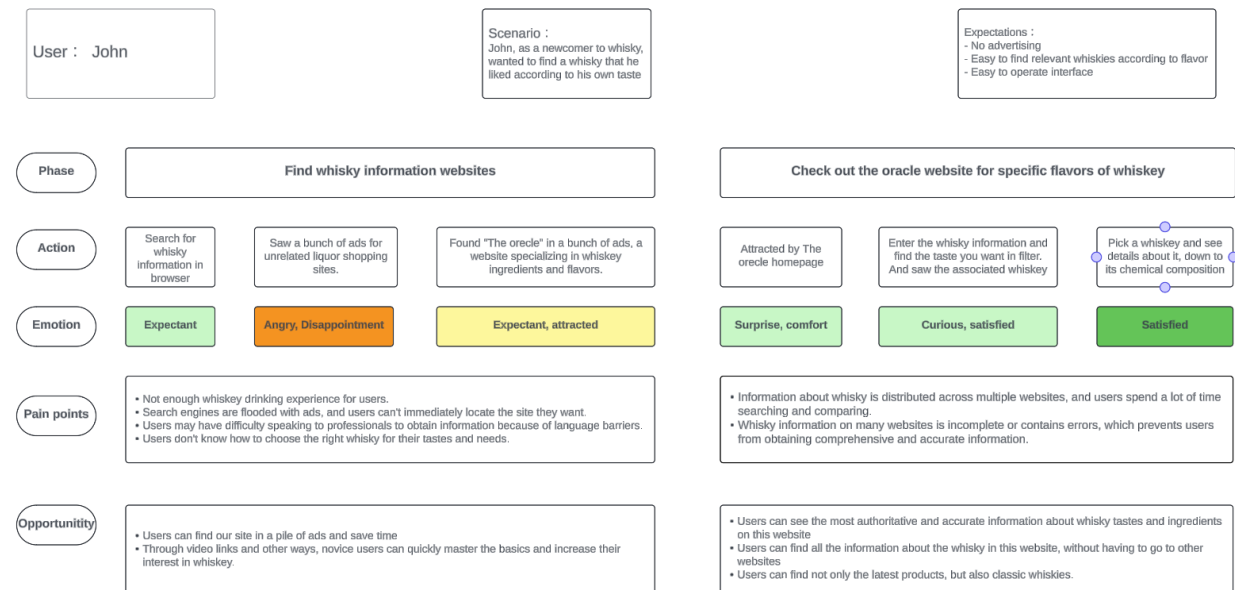 User： John
Scenario：
John, as a newcomer to whisky,
wanted to find a whisky that he
liked according to his own taste
Expectations：
- No advertising
- Easy to find relevant whiskies according to flavor
- Easy to operate interface
Phase
Find whisky information websites
Check out the oracle website for specific flavors of whiskey
Action
Search for
whisky
information in
browser
Saw a bunch of ads for
unrelated liquor shopping
sites.
Found "The orecle" in a bunch of ads, a
website specializing in whiskey
ingredients and flavors.
Attracted by The
orecle homepage
Enter the whisky information and
find the taste you want in filter.
And saw the associated whiskey
Pick a whiskey and see
details about it, down to
its chemical composition
Emotion
Expectant
Angry, Disappointment
Expectant, attracted
Surprise, comfort
Curious, satisfied
Satisfied
Pain points
• Not enough whiskey drinking experience for users.
• Search engines are flooded with ads, and users can't immediately locate the site they want.
• Users may have difficulty speaking to professionals to obtain information because of language barriers.
• Users don't know how to choose the right whisky for their tastes and needs.
• Information about whisky is distributed across multiple websites, and users spend a lot of time
searching and comparing.
• Whisky information on many websites is incomplete or contains errors, which prevents users
from obtaining comprehensive and accurate information.
Opportunitity
• Users can find our site in a pile of ads and save time
• Through video links and other ways, novice users can quickly master the basics and increase their
interest in whiskey.
• Users can see the most authoritative and accurate information about whisky tastes and ingredients
on this website
• Users can find all the information about the whisky in this website, without having to go to other
websites
• Users can find not only the latest products, but also classic whiskies.